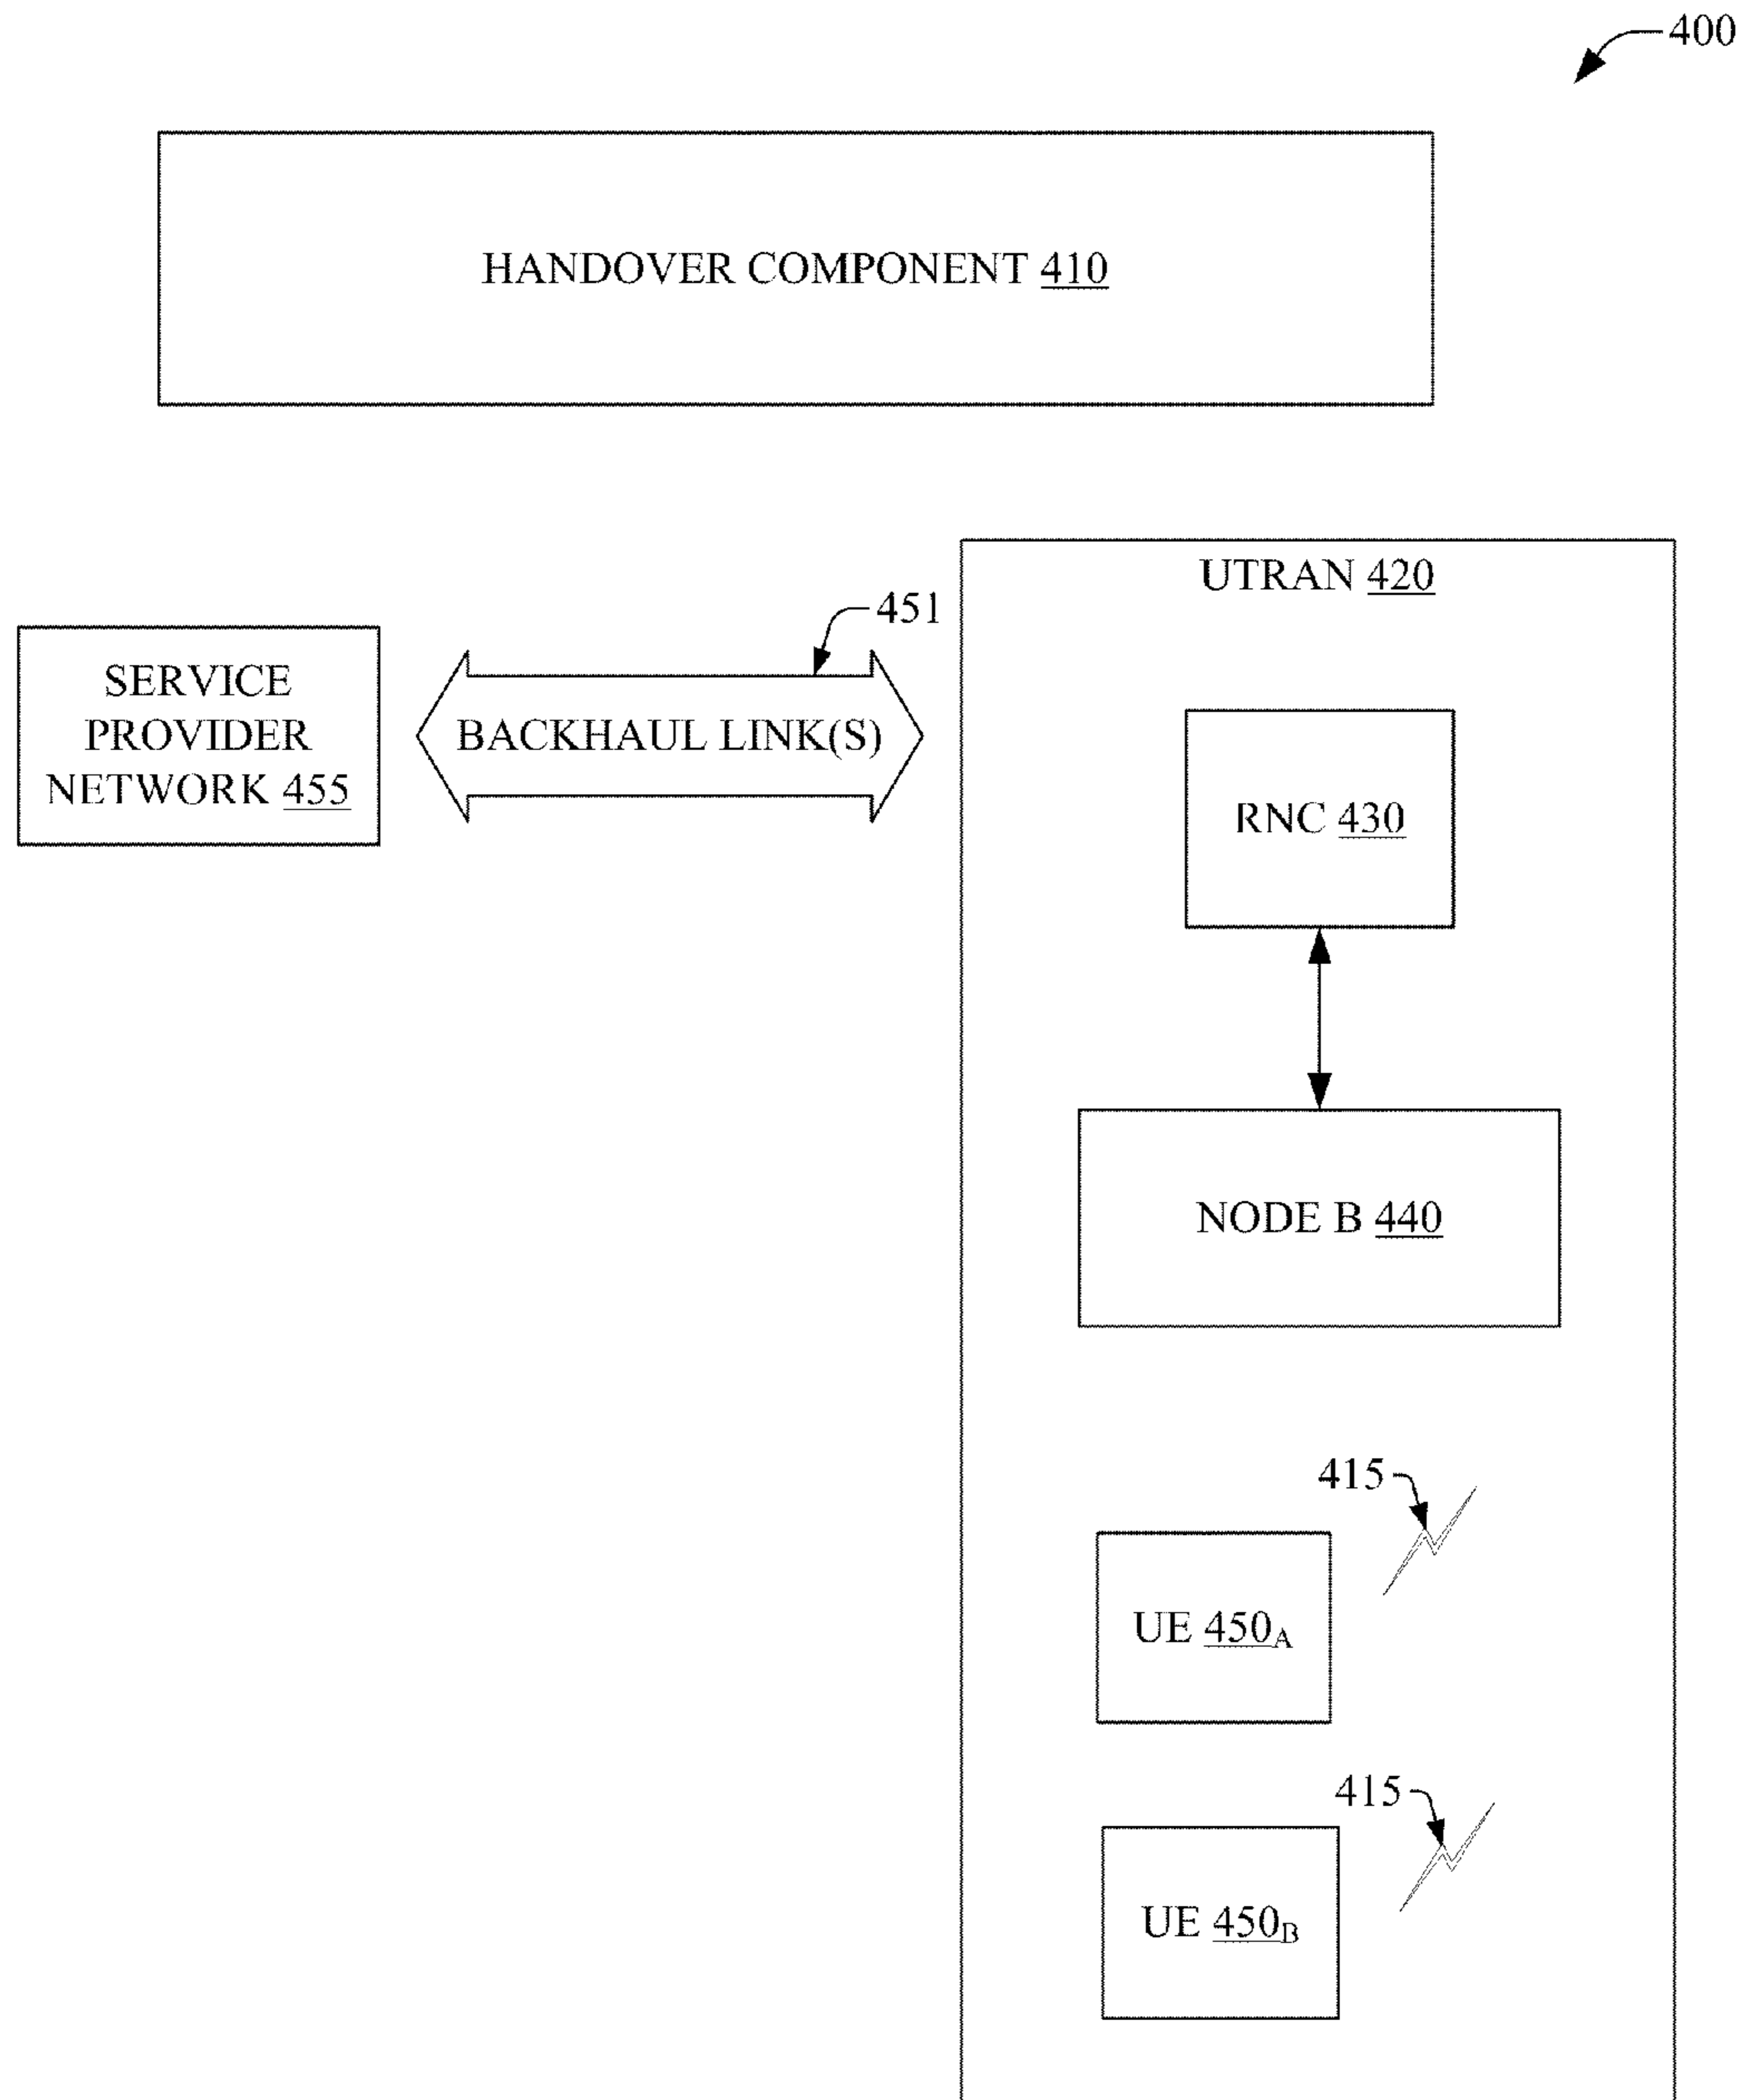 400
HANDOVER COMPONENT 410
UTRAN 420
451
SERVICE
PROVIDER
NETWORK 455
BACKHAUL LINK(S)
RNC 430
NODE B 440
415
UE 450A
415
UE 450B